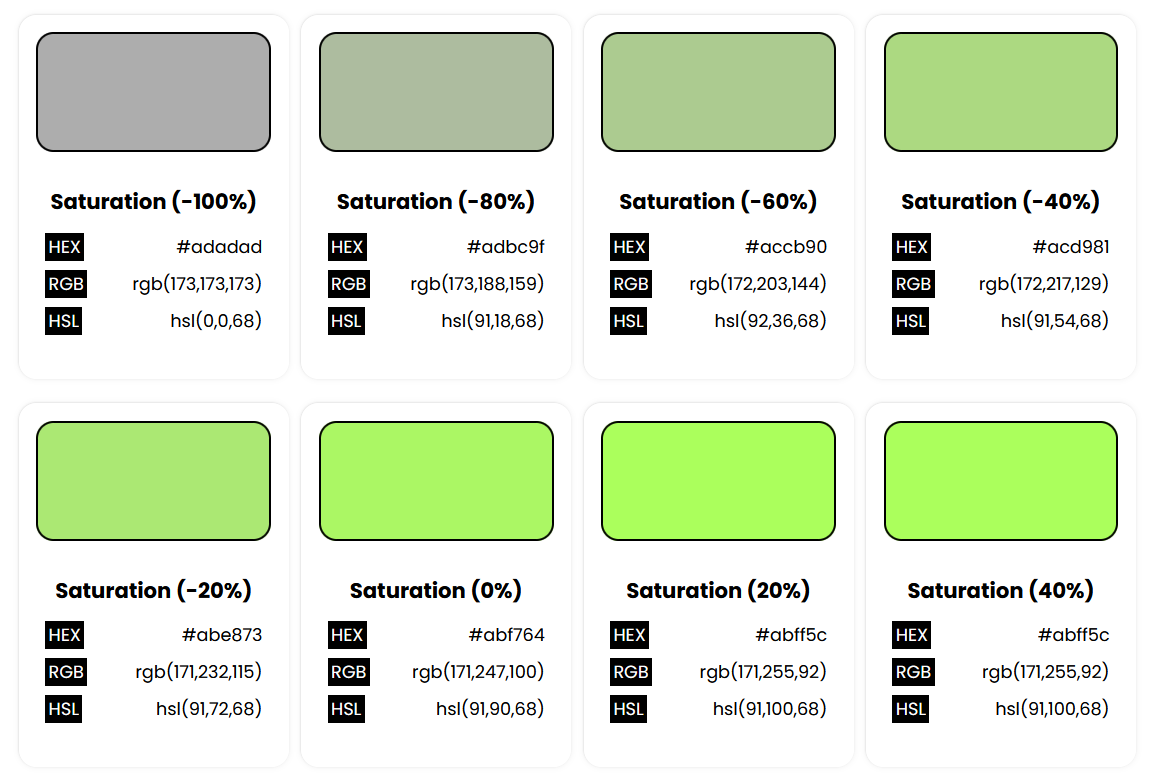 Saturation (-100%)
HEX #adadad
RGB rgb(173,173,173)
HSL hsl(0,0,68)
Saturation (-80%)
HEX #adbc9f
RGB rgb(173,188,159)
HSL hsl(91,18,68)
Saturation (-60%)
HEX #accb90
RGB rgb(172,203,144)
HSL hsl(92,36,68)
Saturation (-40%)
HEX #acd981
RGB rgb(172,217,129)
HSL hsl(91,54,68)
Saturation (-20%)
HEX #abe873
RGB rgb(171,232,115)
HSL hsl(91,72,68)
Saturation (0%)
HEX #abf764
RGB rgb(171,247,100)
HSL hsl(91,90,68)
Saturation (20%)
HEX #abff5c
RGB rgb(171,255,92)
HSL hsl(91,100,68)
Saturation (40%)
HEX #abff5c
RGB rgb(171,255,92)
HSL hsl(91,100,68)